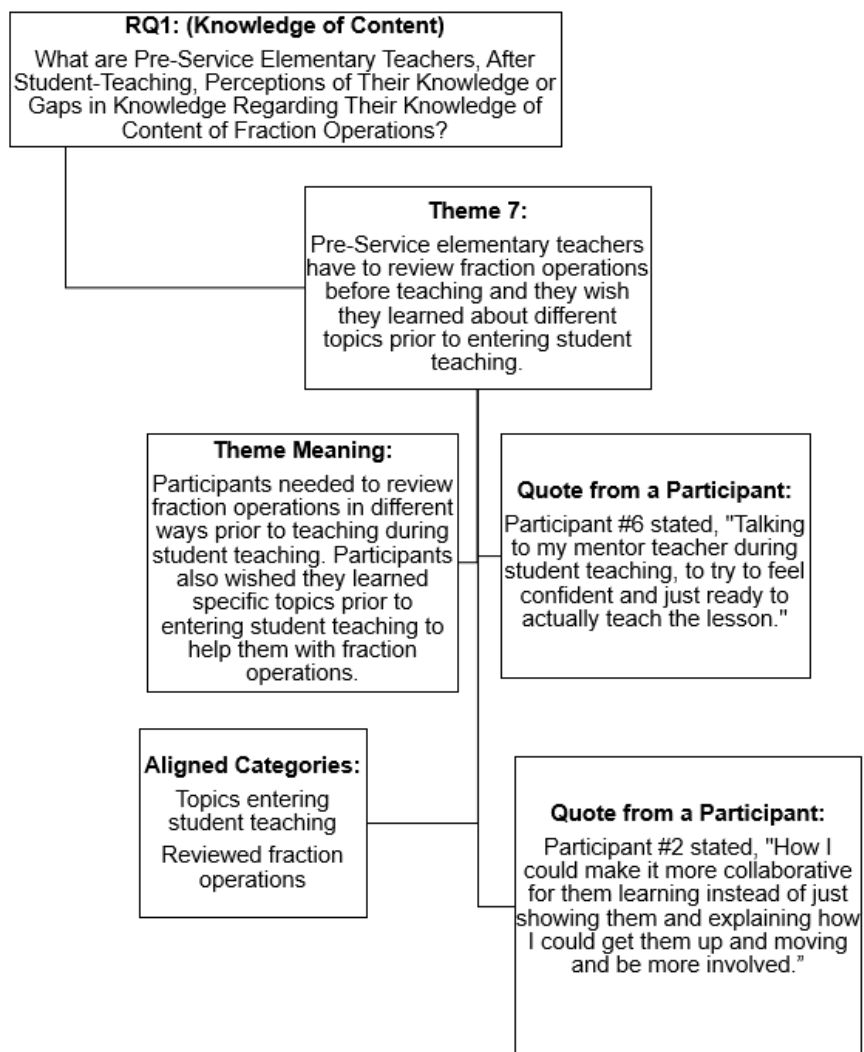 RQ1: (Knowledge of Content)
What are Pre-Service Elementary Teachers, After
Student-Teaching, Perceptions of Their Knowledge or
Gaps in Knowledge Regarding Their Knowledge of
Content of Fraction Operations?
Theme 7:
Pre-Service elementary teachers
have to review fraction operations
before teaching and they wish
they learned about different
topics prior to entering student
teaching.
Theme Meaning:
Participants needed to review
fraction operations in different
ways prior to teaching during
student teaching. Participants
also wished they learned
specific topics prior to
entering student teaching to
help them with fraction
operations.
Quote from a Participant:
Participant #6 stated, "Talking
to my mentor teacher during
student teaching, to try to feel
confident and just ready to
actually teach the lesson."
Aligned Categories:
Topics entering
student teaching
Reviewed fraction
operations
Quote from a Participant:
Participant #2 stated, "How I
could make it more collaborative
for them learning instead of just
showing them and explaining how
I could get them up and moving
and be more involved.”